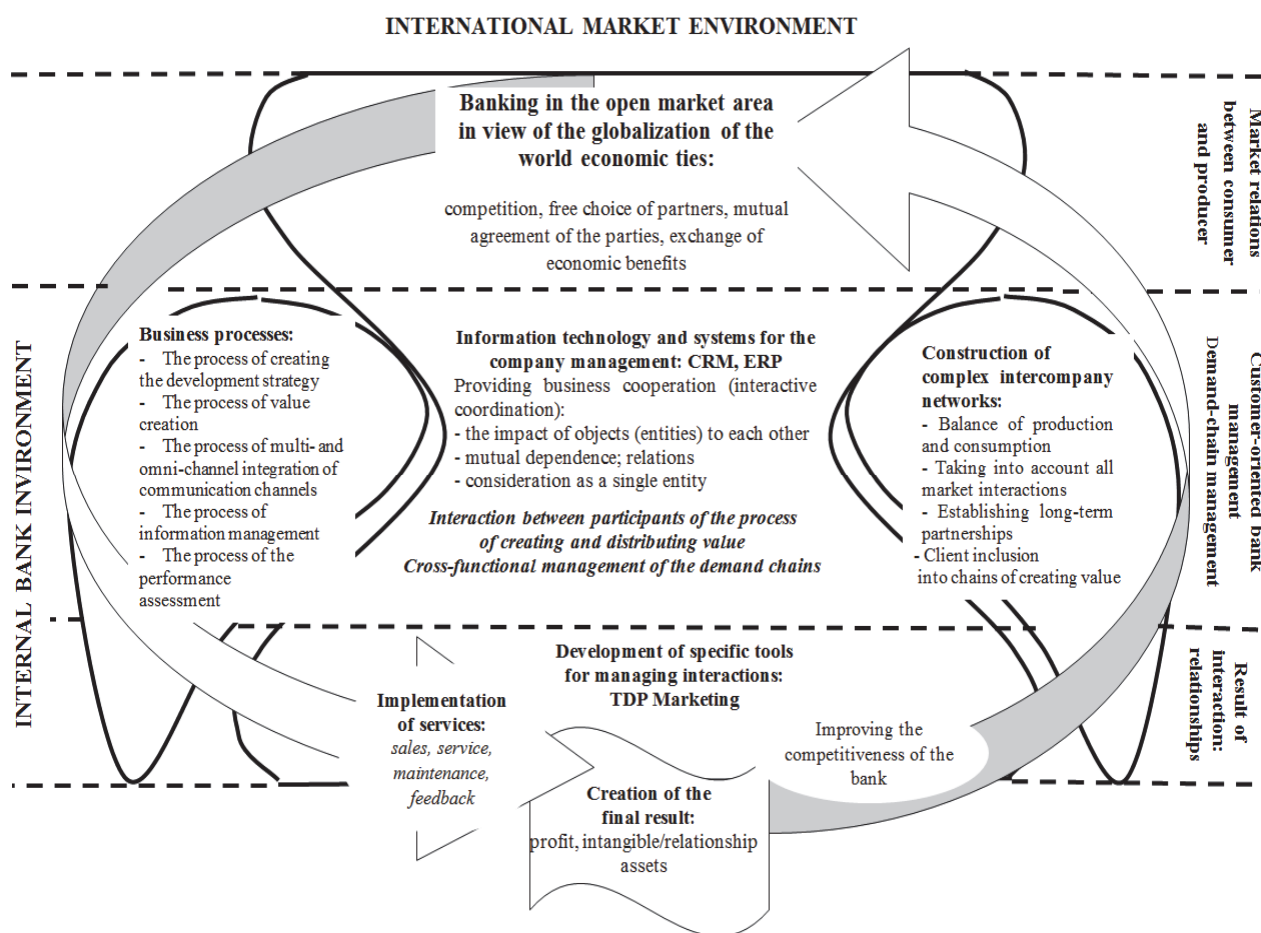 INTERNATIONAL MARKET ENVIRONMENT
Banking in the open market area
in view of the globalization of the
world economic ties:
competition, free choice of partners, mutual
agreement of the parties, exchange of
economic benefits
Market relations
between consumer
and producer
INTERNAL BANK INVIRONMENT
Business processes:
- The process of creating
the development strategy
- The process of value
creation
- The process of multi- and
omni-channel integration of
communication channels
- The process of
information management
- The process of the
performance
assessment
Information technology and systems for the
company management: CRM, ERP
Providing business cooperation (interactive
coordination):
- the impact of objects (entities) to each other
- mutual dependence; relations
- consideration as a single entity
Interaction between participants of the process
of creating and distributing value
Cross-functional management of the demand chains
Construction of
complex intercompany
networks:
- Balance of production
and consumption
- Taking into account all
market interactions
- Establishing long-term
partnerships
- Client inclusion
into chains of creating value
Customer-oriented bank
management
Demand-chain management
Development of specific tools
for managing interactions:
TDP Marketing
Implementation
of services:
sales, service,
maintenance,
feedback
Improving the
competitiveness of the
bank
Creation of the
final result:
profit, intangible/relationship
assets
Result of
interaction:
relationships